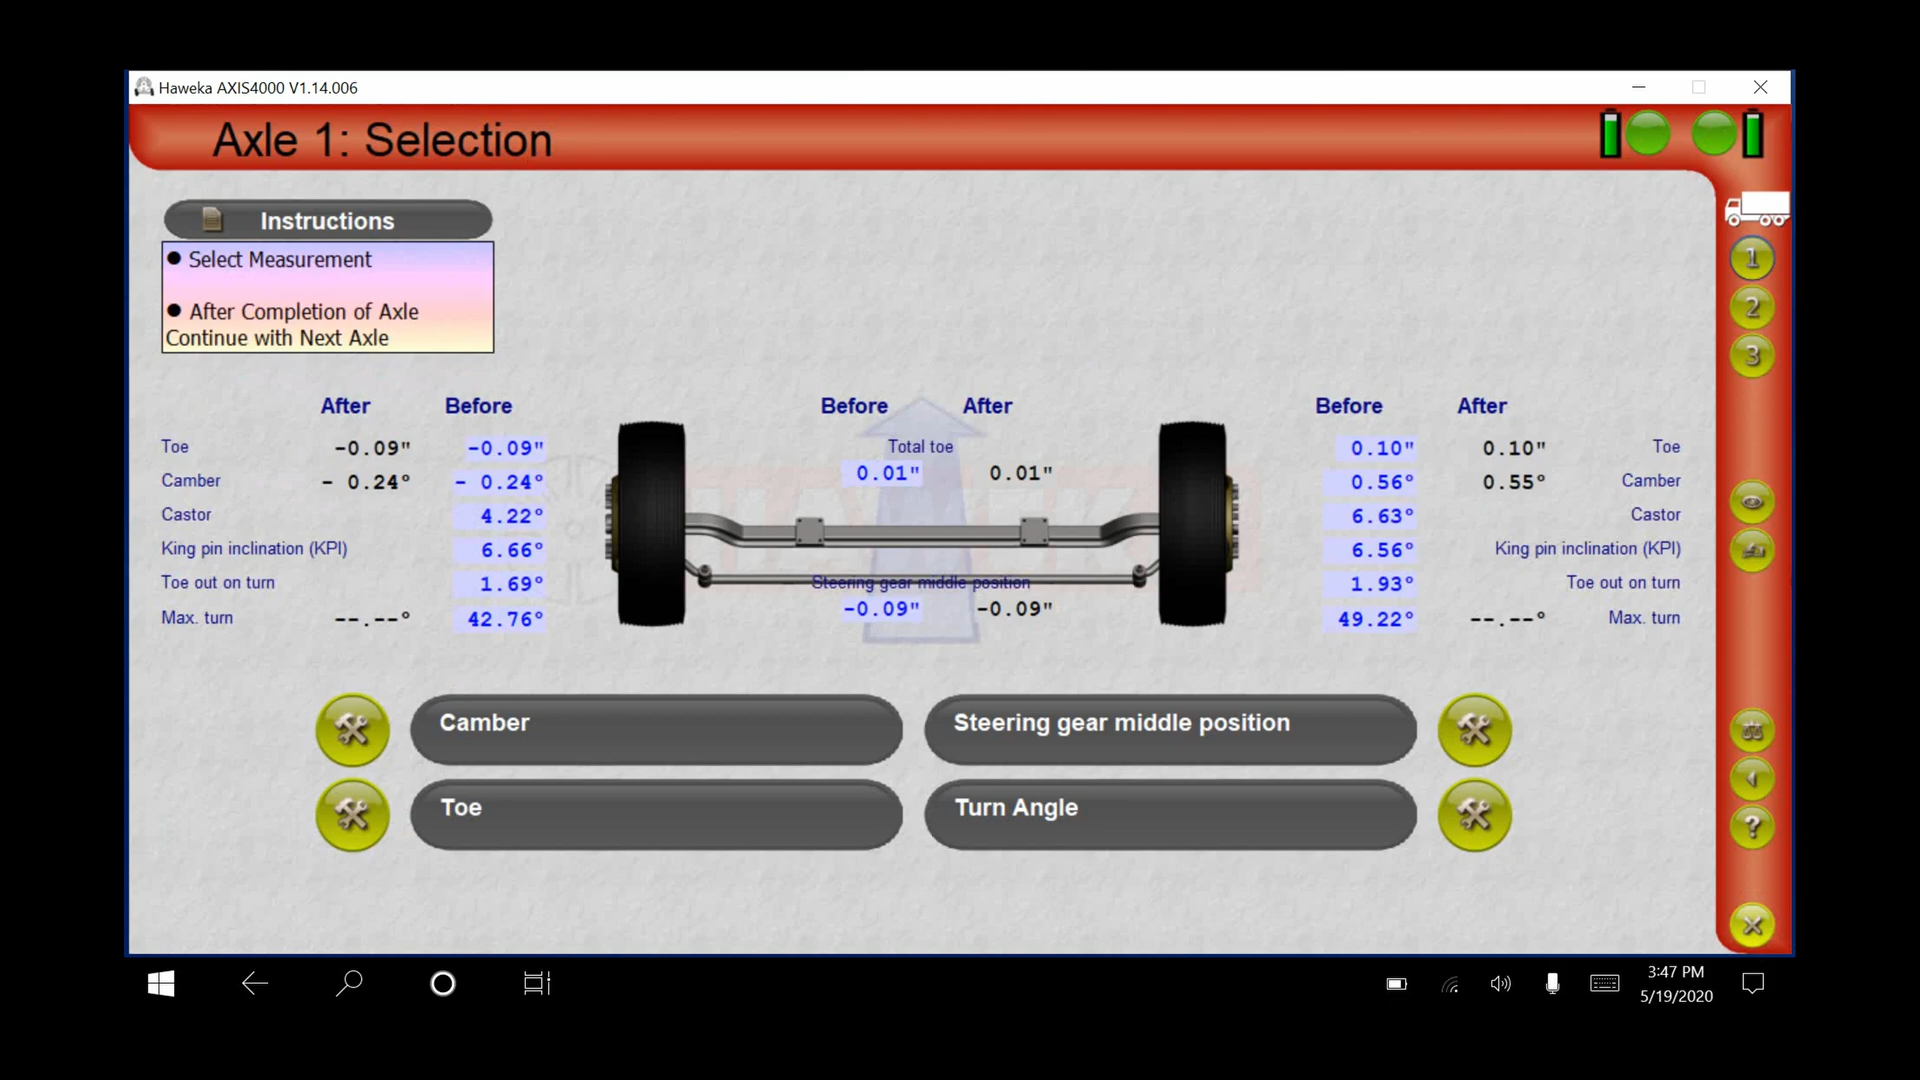 Haweka AXIS4000 V1.14.006
Axle 1: Selection
Instructions
● Select Measurement
● After Completion of Axle
Continue with Next Axle
1
2
3
After Before Before After Before After
Toe -0.09" -0.09" Total toe 0.10" 0.10" Toe
0.01" 0.01"
Camber - 0.24° - 0.24° 0.56° 0.55° Camber
Castor 4.22° 6.63° Castor
King pin inclination (KPI) 6.66° 6.56° King pin inclination (KPI)
Toe out on turn 1.69° Steering gear middle position 1.93° Toe out on turn
-0.09" -0.09"
Max. turn --.--° 42.76° 49.22° --.--° Max. turn
Camber Steering gear middle position
Toe Turn Angle
?
3:47 PM
5/19/2020